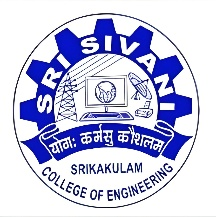 SRI SIVANI
योगः कर्मसु कौशलम्
SRIKAKULAM
COLLEGE OF ENGINEERING